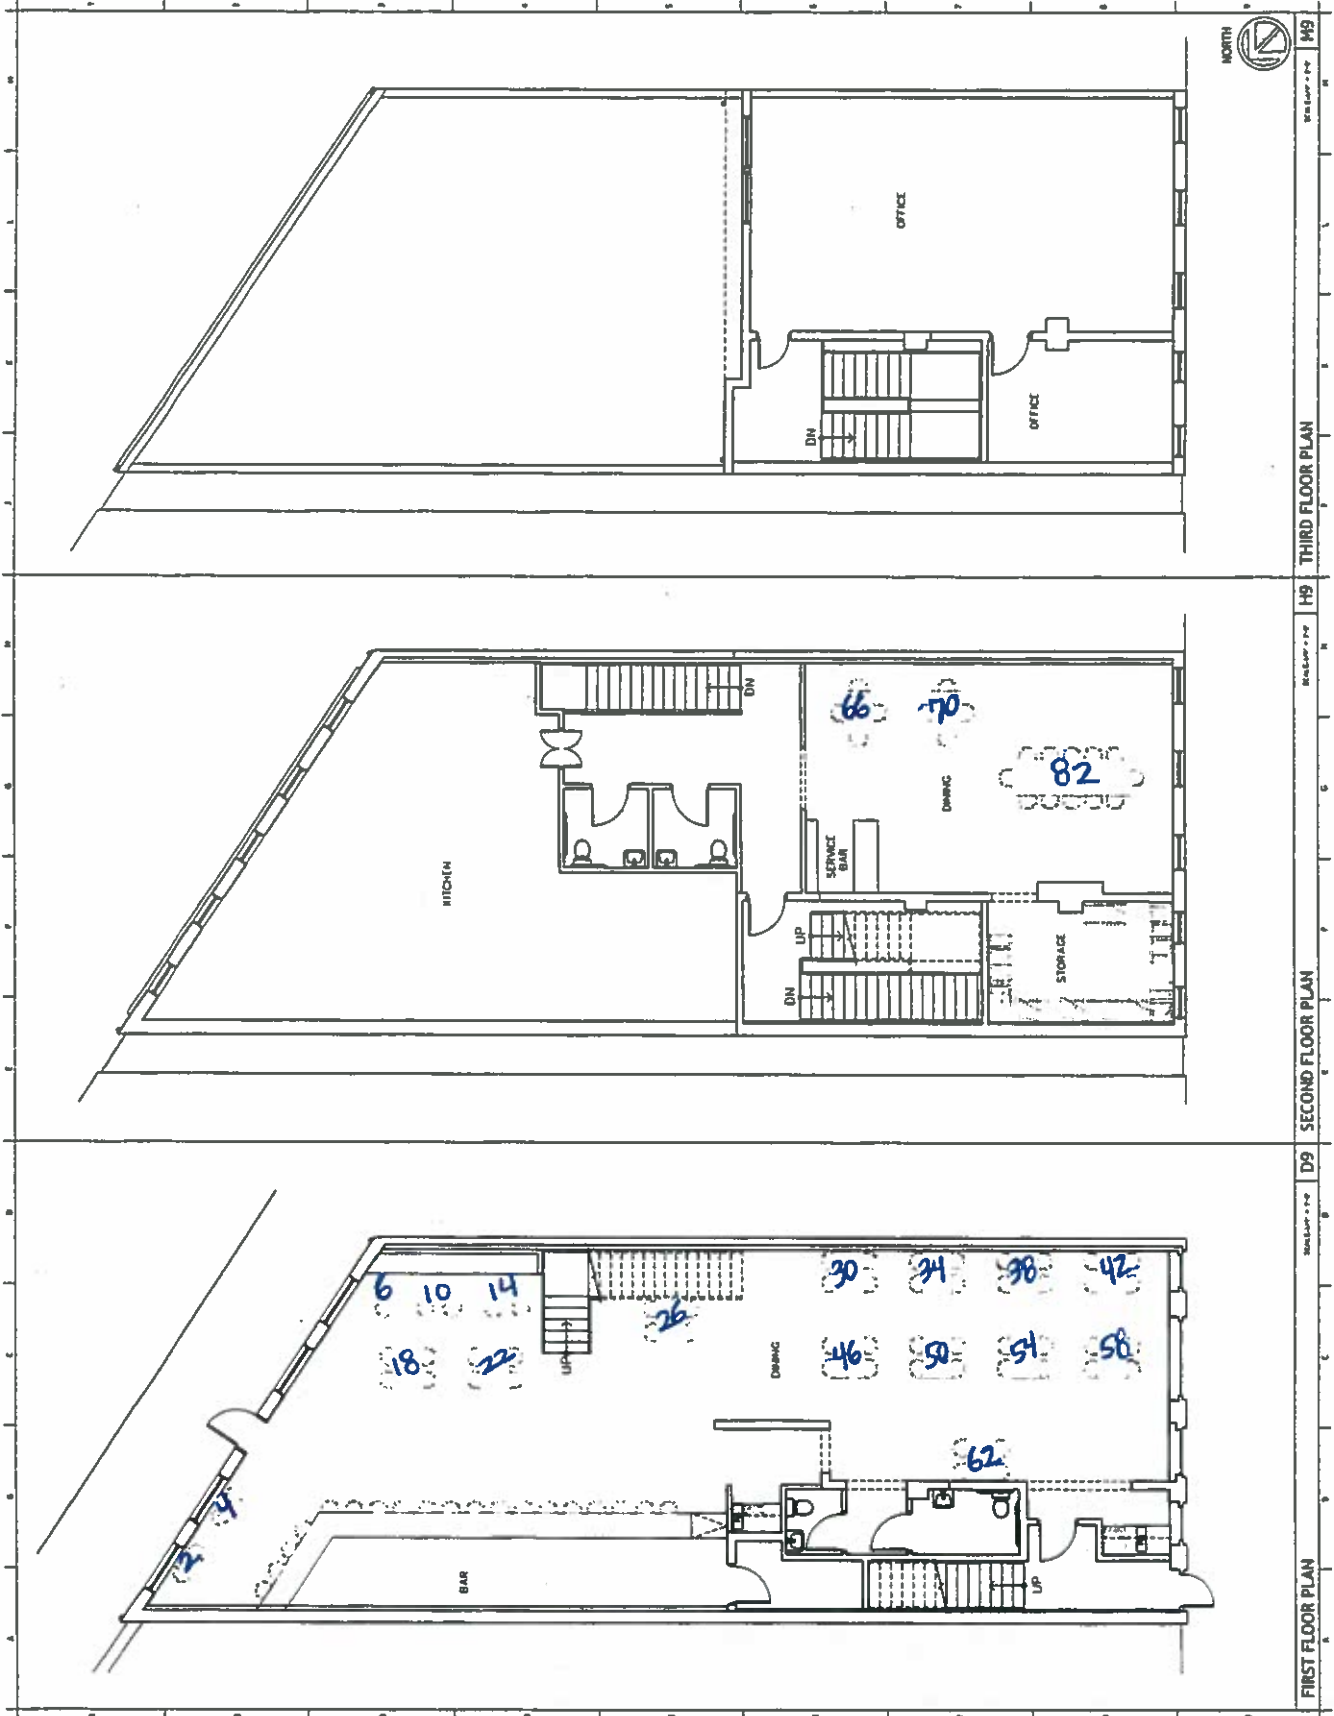 NORTH
OFFICE
OFFICE
DN
THIRD FLOOR PLAN
M9
KITCHEN
DN
66
70
82
DINING
SERVICE
BAR
UP
DN
STORAGE
SECOND FLOOR PLAN
H9
6
10
14
18
22
26
UP
30
34
38
42
46
50
54
58
DINING
62
4
2
BAR
UP
FIRST FLOOR PLAN
D9